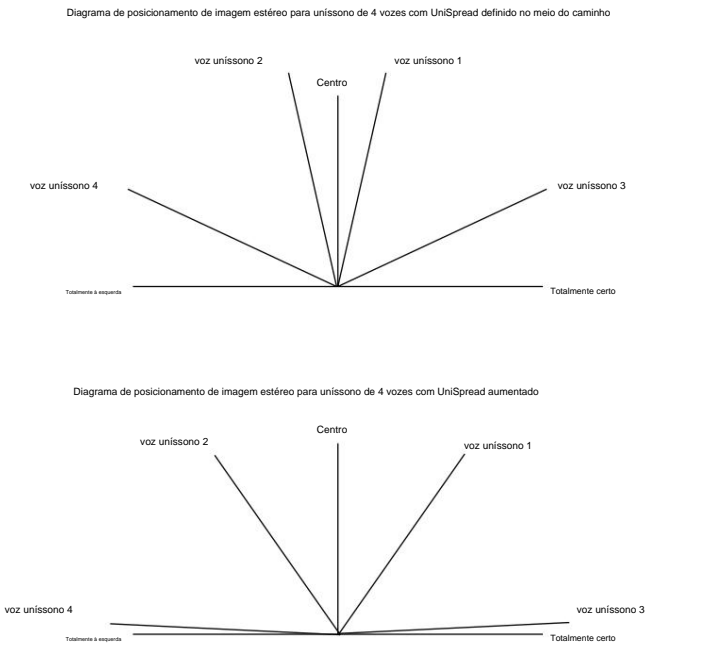 Diagrama de posicionamento de imagem estéreo para uníssono de 4 vozes com UniSpread definido no meio do caminho
voz uníssono 2
voz uníssono 1
Centro
voz uníssono 4
voz uníssono 3
Totalmente à esquerda
Totalmente certo
Diagrama de posicionamento de imagem estéreo para uníssono de 4 vozes com UniSpread aumentado
Centro
voz uníssono 2
voz uníssono 1
voz uníssono 4
voz uníssono 3
Totalmente à esquerda
Totalmente certo